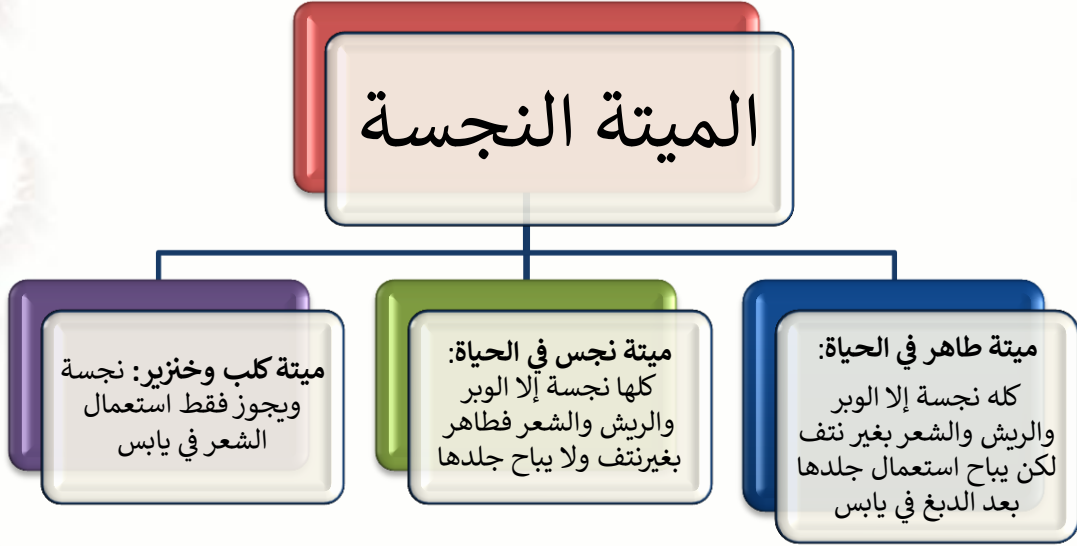 الميتة النجسة
ميتة طاهر في الحياة:
كله نجسة إلا الوبر
والريش والشعر بغير نتف
لكن يباح استعمال جلدها
بعد الدبغ في يابس
ميتة نجس في الحياة:
كلها نجسة إلا الوبر
والريش والشعر فطاهر
بغيرنتف ولا يباح جلدها
ميتة كلب وخنزير: نجسة
ويجوز فقط استعمال
الشعر في يابس